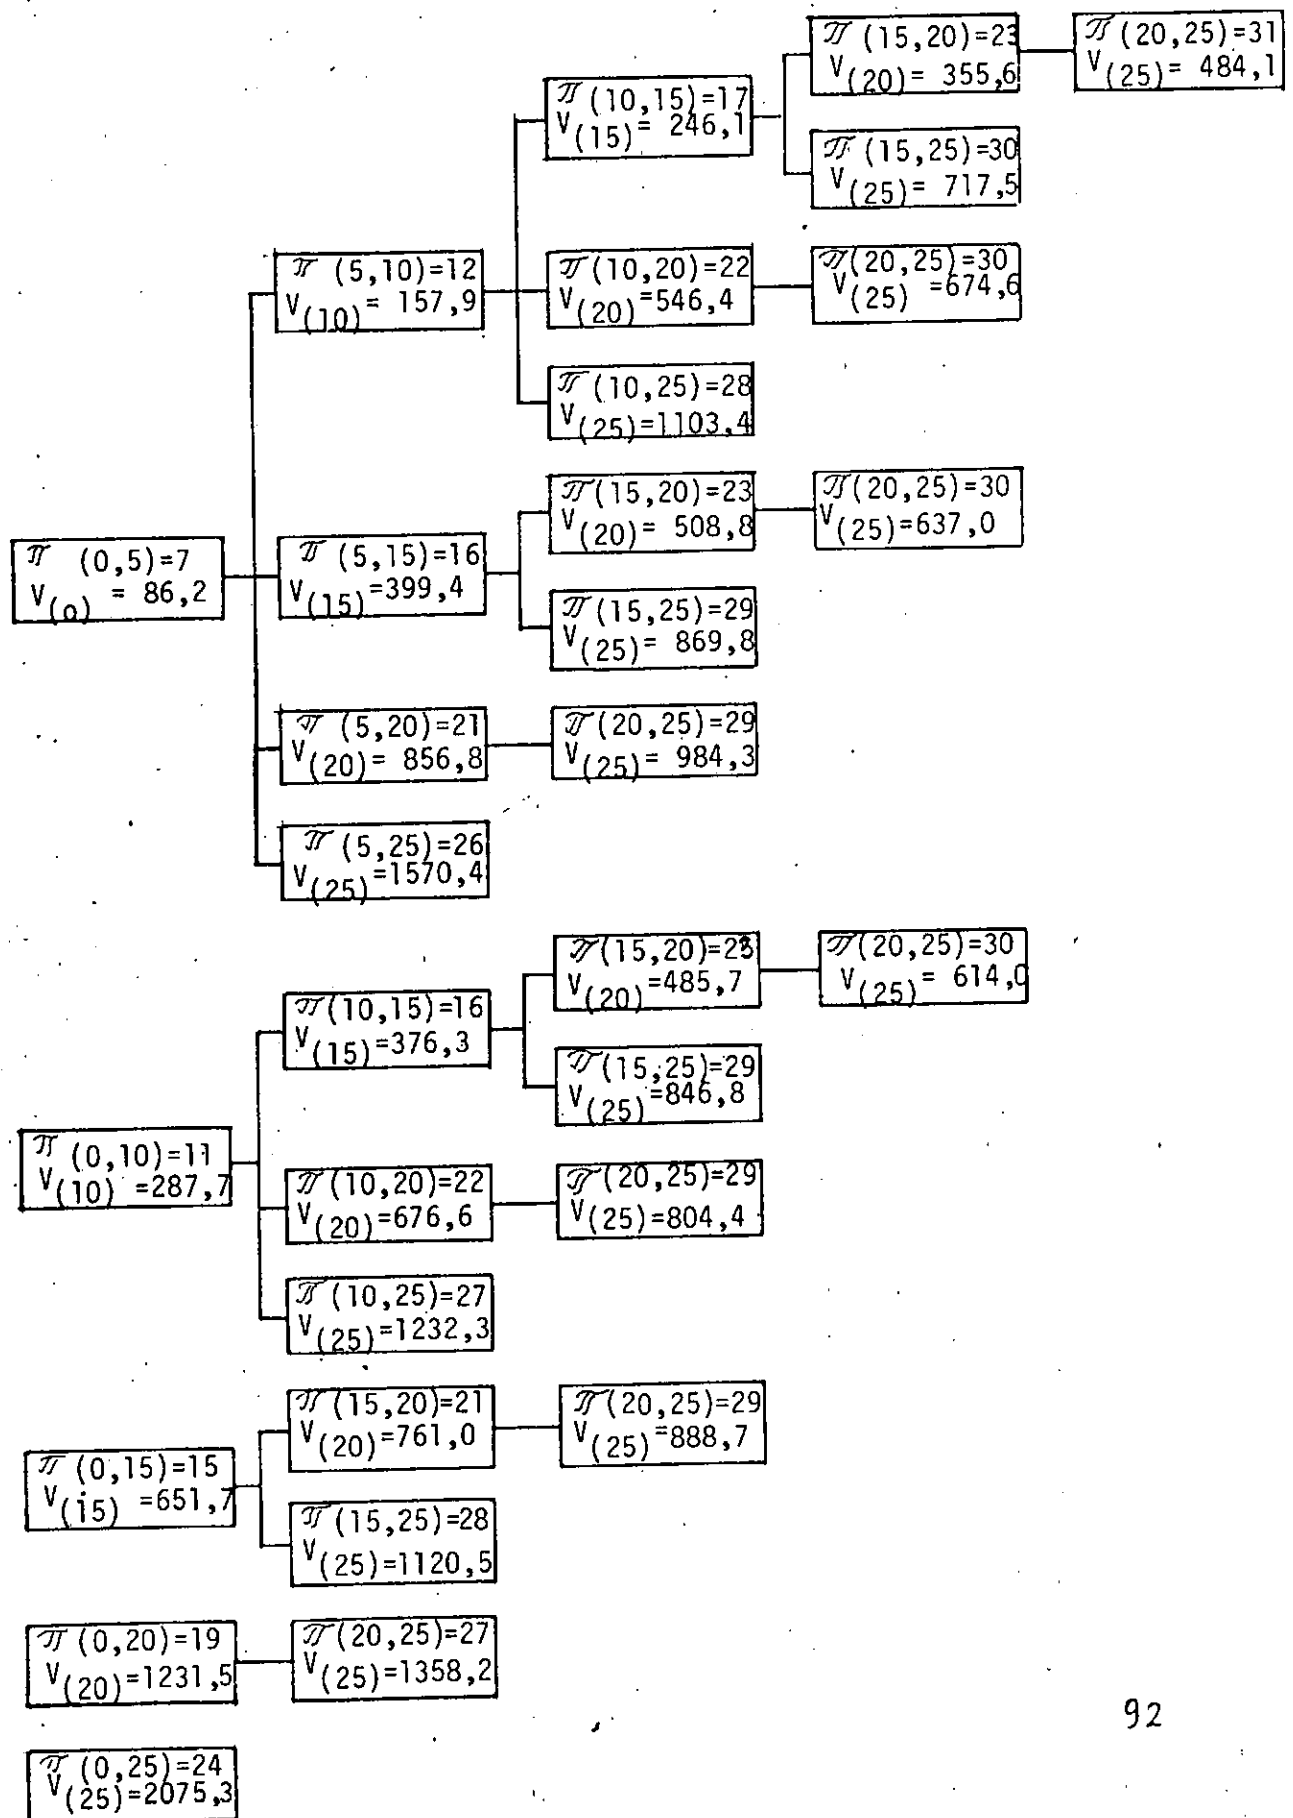 π (15,20)=23
V(20)= 355,6
π (20,25)=31
V(25)= 484,1
π (10,15)=17
V(15)= 246,1
π (15,25)=30
V(25)= 717,5
π (5,10)=12
V(10)= 157,9
π(10,20)=22
V(20)=546,4
π(20,25)=30
V(25) =674,6
π (10,25)=28
V(25)=1103,4
π(15,20)=23
V(20)= 508,8
π(20,25)=30
V(25)=637,0
π (0,5)=7
V(o) = 86,2
π (5,15)=16
V(15)=399,4
π(15,25)=29
V(25)= 869,8
π (5,20)=21
V(20)= 856,8
π(20,25)=29
V(25)= 984,3
π (5,25)=26
V(25)=1570,4
π(15,20)=23
V(20)=485,7
π(20,25)=30
V(25)= 614,0
π(10,15)=16
V(15)=376,3
π(15,25)=29
V(25)=846,8
π (0,10)=11
V(10) =287,7
π(10,20)=22
V(20)=676,6
π(20,25)=29
V(25)=804,4
π (10,25)=27
V(25)=1232,3
π (15,20)=21
V(20)=761,0
π (20,25)=29
V(25)=888,7
π (0,15)=15
V(15) =651,7
π (15,25)=28
V(25)=1120,5
π (0,20)=19
V(20)=1231,5
π(20,25)=27
V(25)=1358,2
92
π (0,25)=24
V(25)=2075,3